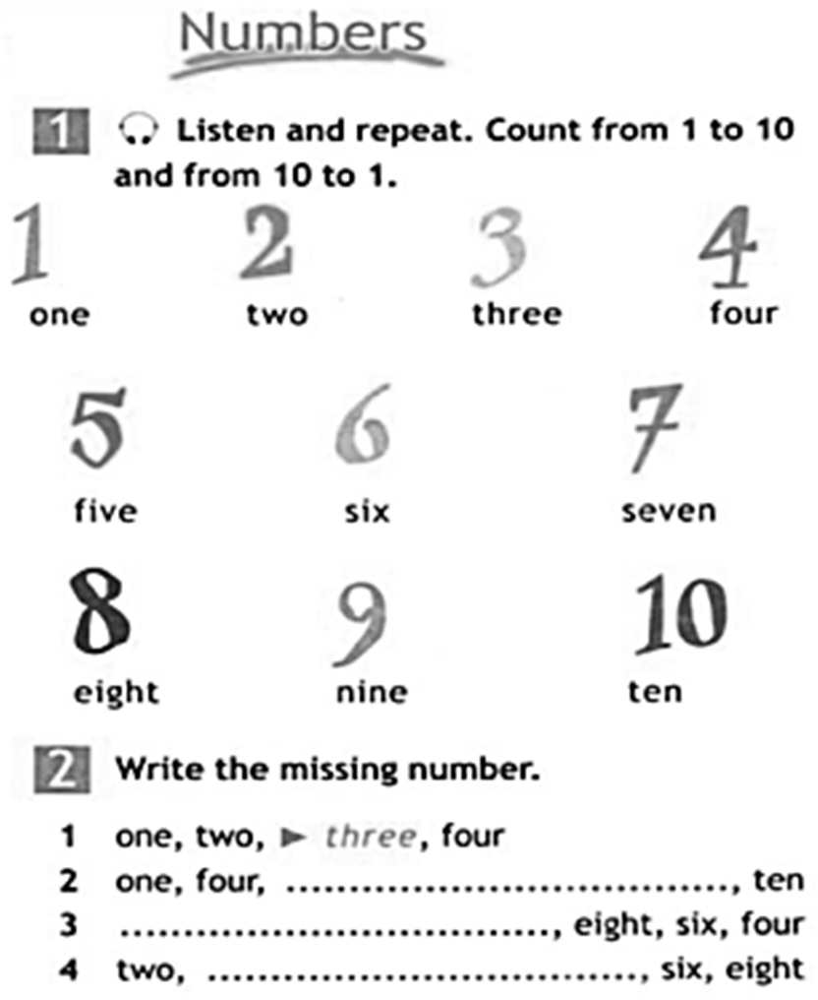 Numbers
1 Listen and repeat. Count from 1 to 10
and from 10 to 1.
1 2 3 4
one two three four
5 6 7
five six seven
8 9 10
eight nine ten
2 Write the missing number.
1 one, two, ► three, four
2 one, four, ...................................., ten
3 ...................................., eight, six, four
4 two, ...................................., six, eight